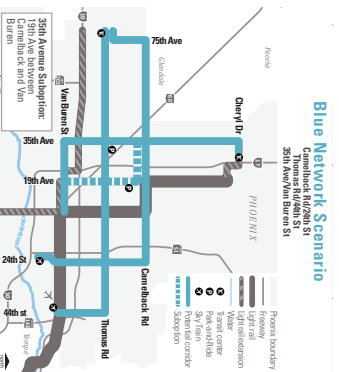 Blue Network Scenario
Camelback Rd/24th St
Thomas Rd/44th St
35th Ave/Van Buren St
Phoenix boundary
Freeway
Light rail
Light rail extension
Water
Transit center
Park-and-Ride
Sky Train
Potential corridor
Suboption
Peoria
Glendale
PHOENIX
Tempe
Cheryl Dr
75th Ave
35th Ave
19th Ave
Van Buren St
Camelback Rd
Thomas Rd
24th St
44th st
35th Avenue Suboption:
19th Ave between
Camelback and Van
Buren
north